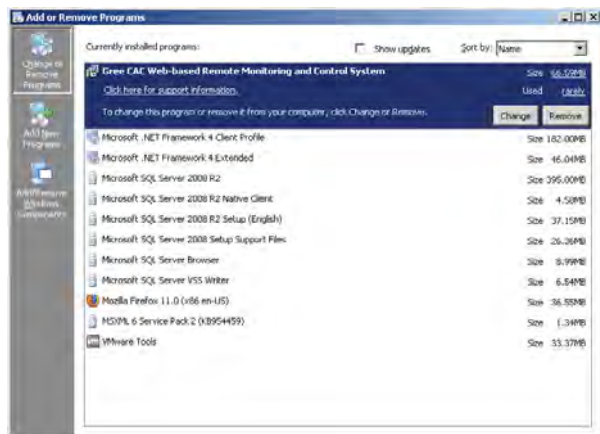 Add or Remove Programs
Change or Remove Programs
Add New Programs
Add/Remove Windows Components
Currently installed programs:
Show updates
Sort by: Name
Gree CAC Web-based Remote Monitoring and Control System Size 66.59MB
Click here for support information. Used rarely
To change this program or remove it from your computer, click Change or Remove.
Change Remove
Microsoft .NET Framework 4 Client Profile Size 182.00MB
Microsoft .NET Framework 4 Extended Size 46.04MB
Microsoft SQL Server 2008 R2 Size 395.00MB
Microsoft SQL Server 2008 R2 Native Client Size 4.58MB
Microsoft SQL Server 2008 R2 Setup (English) Size 37.15MB
Microsoft SQL Server 2008 Setup Support Files Size 26.26MB
Microsoft SQL Server Browser Size 8.99MB
Microsoft SQL Server VSS Writer Size 6.54MB
Mozilla Firefox 11.0 (x86 en-US) Size 36.55MB
MSXML 6 Service Pack 2 (KB954459) Size 1.34MB
VMware Tools Size 33.37MB